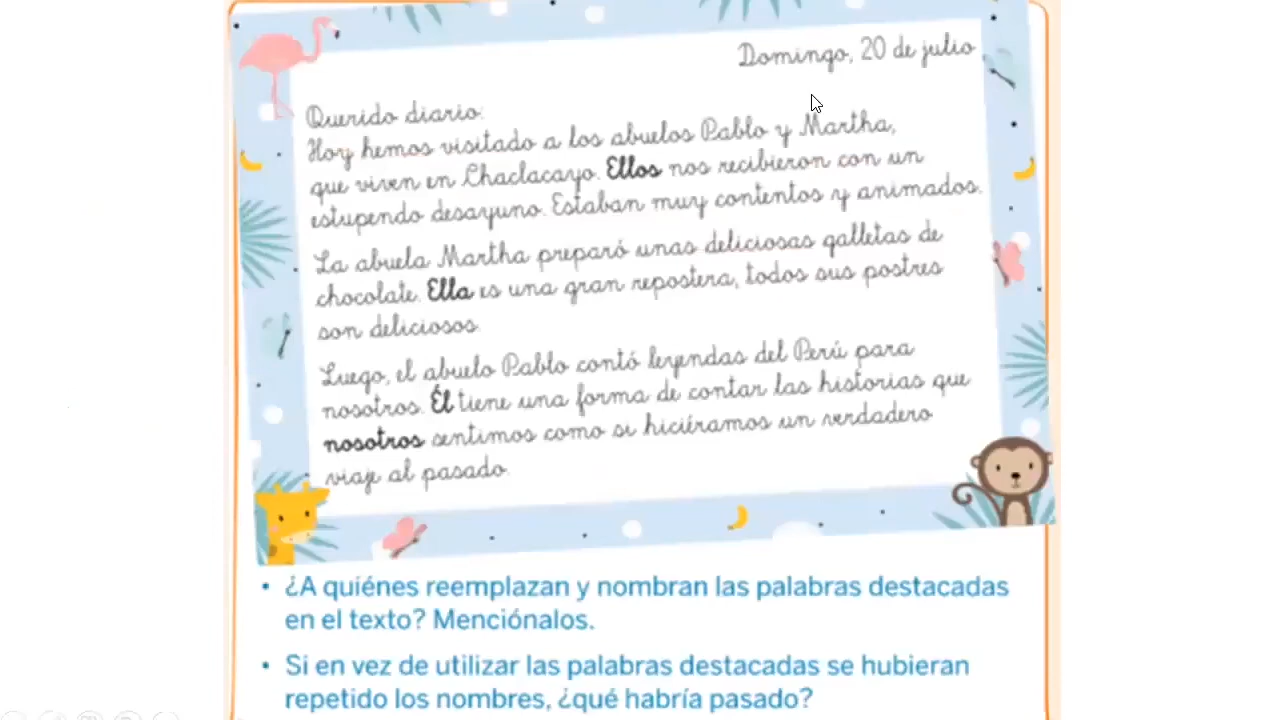 Domingo, 20 de julio
Querido diario:
Hoy hemos visitado a los abuelos Pablo y Martha,
que viven en Chaclacayo. Ellos nos recibieron con un
estupendo desayuno. Estaban muy contentos y animados.
La abuela Martha preparó unas deliciosas galletas de
chocolate. Ella es una gran repostera, todos sus postres
son deliciosos.
Luego, el abuelo Pablo contó leyendas del Perú para
nosotros. Él tiene una forma de contar las historias que
nosotros sentimos como si hiciéramos un verdadero
viaje al pasado.
• ¿A quiénes reemplazan y nombran las palabras destacadas
en el texto? Menciónalos.
• Si en vez de utilizar las palabras destacadas se hubieran
repetido los nombres, ¿qué habría pasado?